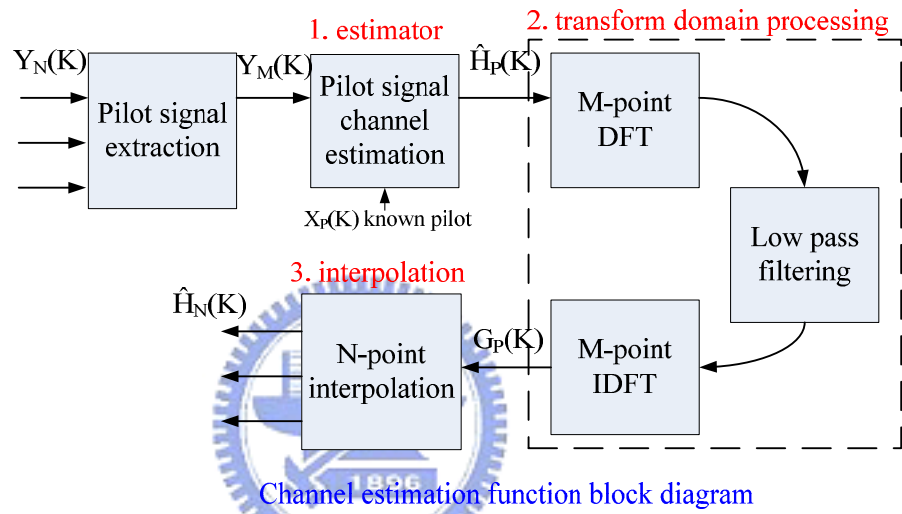 1. estimator
2. transform domain processing
Y_N(K)
Pilot signal
extraction
Y_M(K)
Pilot signal
channel
estimation
X_P(K) known pilot
Ĥ_P(K)
M-point
DFT
Low pass
filtering
M-point
IDFT
G_P(K)
3. interpolation
N-point
interpolation
Ĥ_N(K)
1896
Channel estimation function block diagram